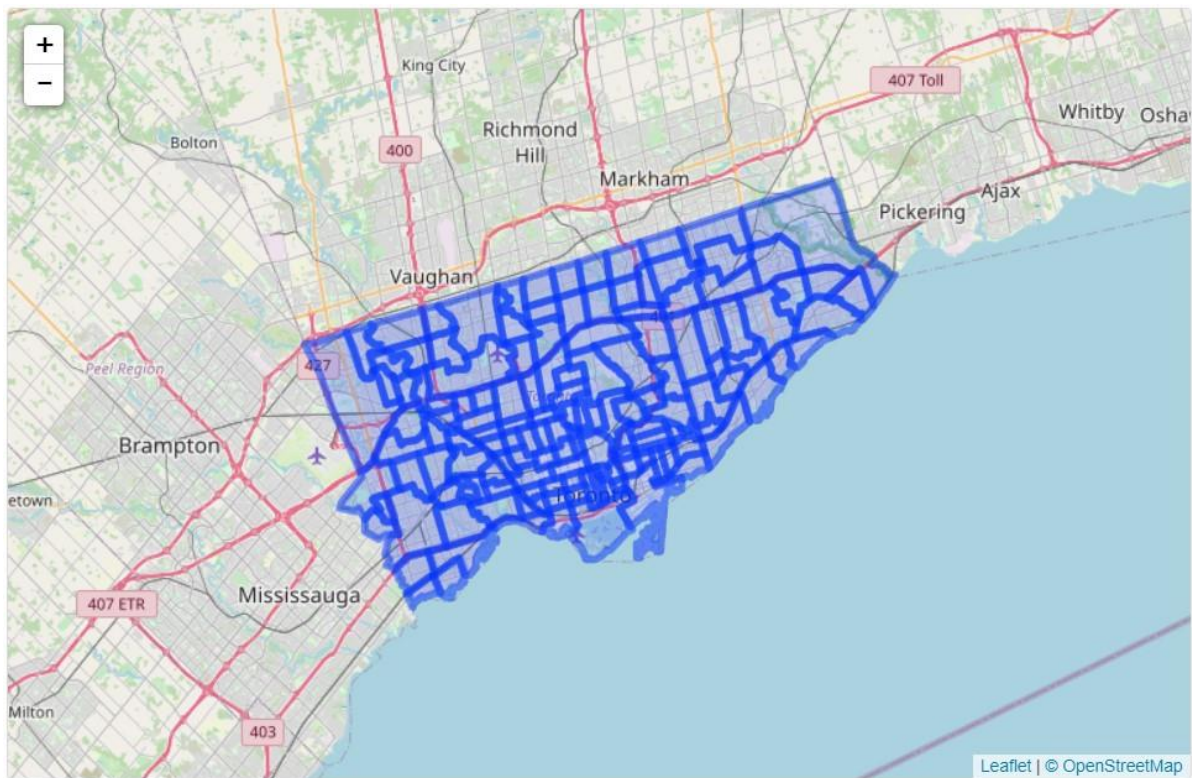 +
−
King City
407 Toll
Whitby
Osha
Bolton
400
Richmond
Hill
Markham
Ajax
Pickering
Vaughan
427
Peel Region
Brampton
etown
Toronto
Mississauga
407 ETR
Milton
403
Leaflet | © OpenStreetMap